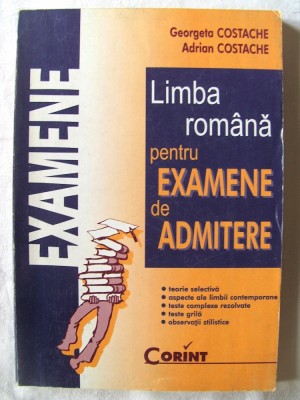 Georgeta COSTACHE
Adrian COSTACHE
EXAMENE
Limba
română
pentru
EXAMENE
de
ADMITERE
• teorie selectivă
• aspecte ale limbii contemporane
• teste complexe rezolvate
• teste grilă
• observaţii stilistice
CORINT